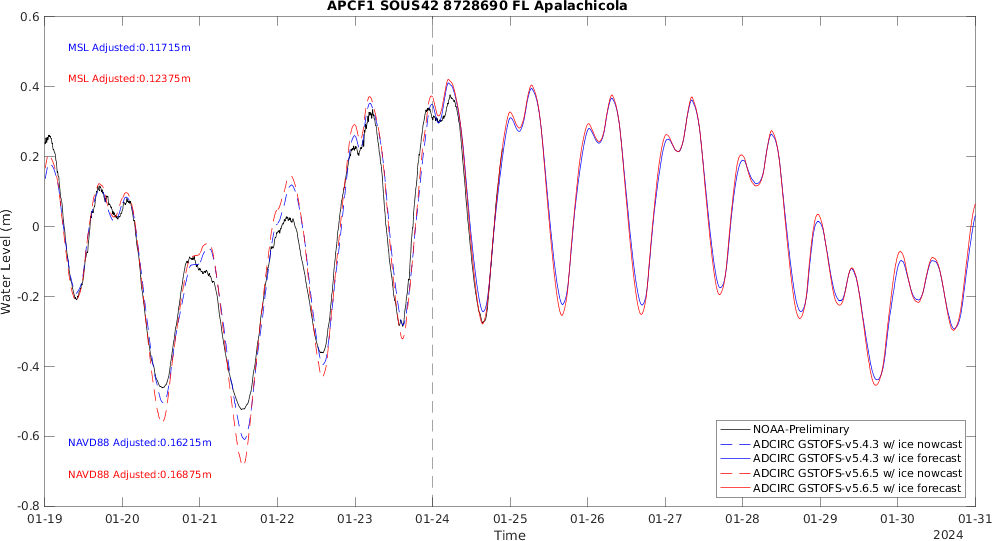 APCF1 SOUS42 8728690 FL Apalachicola
0.6
0.4
0.2
0
-0.2
-0.4
-0.6
-0.8
Water Level (m)
MSL Adjusted:0.11715m
MSL Adjusted:0.12375m
NAVD88 Adjusted:0.16215m
NAVD88 Adjusted:0.16875m
NOAA-Preliminary
ADCIRC GSTOFS-v5.4.3 w/ ice nowcast
ADCIRC GSTOFS-v5.4.3 w/ ice forecast
ADCIRC GSTOFS-v5.6.5 w/ ice nowcast
ADCIRC GSTOFS-v5.6.5 w/ ice forecast
01-19 01-20 01-21 01-22 01-23 01-24 01-25 01-26 01-27 01-28 01-29 01-30 01-31
Time
2024